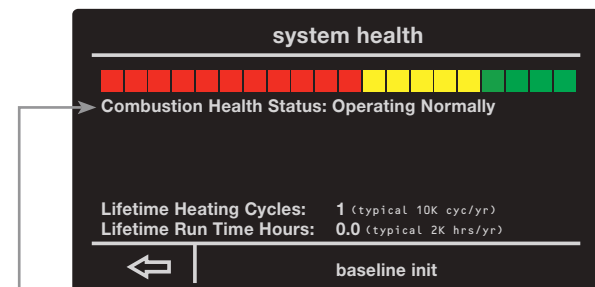 system health
Combustion Health Status: Operating Normally
Lifetime Heating Cycles: 1 (typical 10K cyc/yr)
Lifetime Run Time Hours: 0.0 (typical 2K hrs/yr)
baseline init